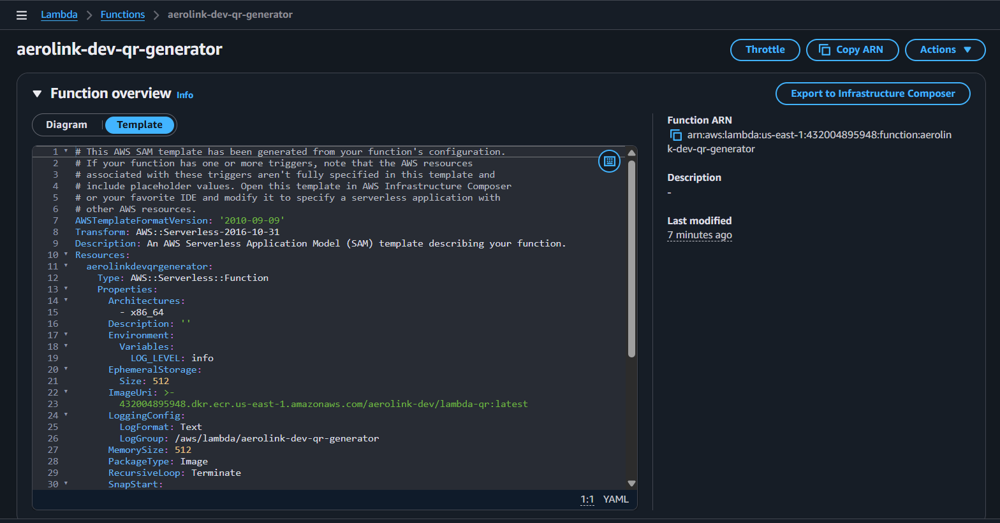 Lambda > Functions > aerolink-dev-qr-generator
aerolink-dev-qr-generator
Throttle
Copy ARN
Actions
Function overview Info
Export to Infrastructure Composer
Diagram
Template
1 # This AWS SAM template has been generated from your function's configuration.
2 # If your function has one or more triggers, note that the AWS resources
3 # associated with these triggers aren't fully specified in this template and
4 # include placeholder values. Open this template in AWS Infrastructure Composer
5 # or your favorite IDE and modify it to specify a serverless application with
6 # other AWS resources.
7 AWSTemplateFormatVersion: '2010-09-09'
8 Transform: AWS::Serverless-2016-10-31
9 Description: An AWS Serverless Application Model (SAM) template describing your function.
10 Resources:
11   aerolinkdevqrgenerator:
12     Type: AWS::Serverless::Function
13     Properties:
14       Architectures:
15         - x86_64
16       Description: ''
17       Environment:
18         Variables:
19           LOG_LEVEL: info
20       EphemeralStorage:
21         Size: 512
22       ImageUri: >-
23         432004895948.dkr.ecr.us-east-1.amazonaws.com/aerolink-dev/lambda-qr:latest
24       LoggingConfig:
25         LogFormat: Text
26         LogGroup: /aws/lambda/aerolink-dev-qr-generator
27       MemorySize: 512
28       PackageType: Image
29       RecursiveLoop: Terminate
30       SnapStart:
1:1 YAML
Function ARN
arn:aws:lambda:us-east-1:432004895948:function:aerolin
k-dev-qr-generator
Description
-
Last modified
7 minutes ago